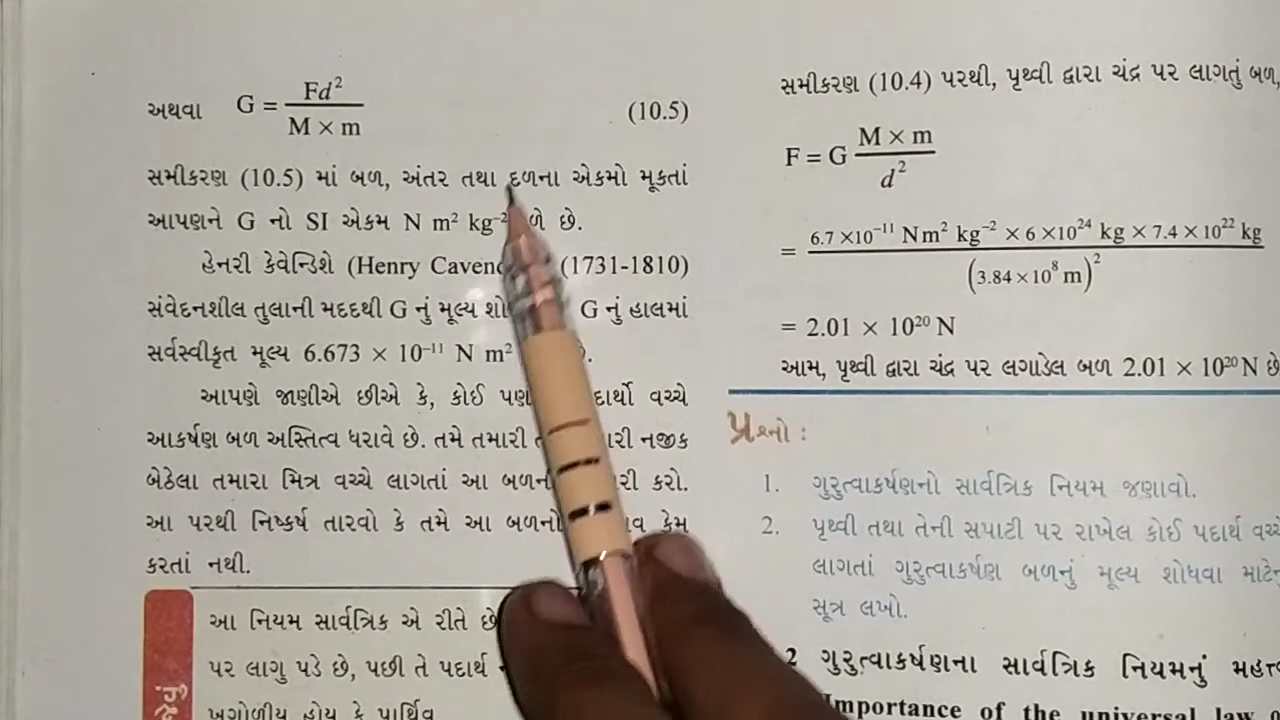 અથવા G = Fd² / M × m (10.5)
સમીકરણ (10.5) માં બળ, અંતર તથા દળના એકમો મૂકતાં
આપણને G નો SI એકમ N m² kg⁻² ળે છે.
હેનરી કેવેન્ડિશે (Henry Cavend (1731-1810)
સંવેદનશીલ તુલાની મદદથી G નું મૂલ્ય શો G નું હાલમાં
સર્વસ્વીકૃત મૂલ્ય 6.673 × 10⁻¹¹ N m² છે.
આપણે જાણીએ છીએ કે, કોઈ પણ દાર્થો વચ્ચે
આકર્ષણ બળ અસ્તિત્વ ધરાવે છે. તમે તમારી ત ારી નજીક
બેઠેલા તમારા મિત્ર વચ્ચે લાગતાં આ બળન રી કરો.
આ પરથી નિષ્કર્ષ તારવો કે તમે આ બળનો વ કેમ
કરતાં નથી.
આ નિયમ સાર્વત્રિક એ રીતે છે
પર લાગુ પડે છે, પછી તે પદાર્થ
ખગોળીય હોય કે પાર્થિવ
સમીકરણ (10.4) પરથી, પૃથ્વી દ્વારા ચંદ્ર પર લાગતું બળ,
F = G M × m / d²
= 6.7 ×10⁻¹¹ Nm² kg⁻² × 6 ×10²⁴ kg × 7.4 × 10²² kg / (3.84 × 10⁸ m)²
= 2.01 × 10²⁰ N
આમ, પૃથ્વી દ્વારા ચંદ્ર પર લગાડેલ બળ 2.01 × 10²⁰ N છે
પ્રશ્નો :
1. ગુરુત્વાકર્ષણનો સાર્વત્રિક નિયમ જણાવો.
2. પૃથ્વી તથા તેની સપાટી પર રાખેલ કોઈ પદાર્થ વચ્ચે
લાગતાં ગુરુત્વાકર્ષણ બળનું મૂલ્ય શોધવા માટેન
સૂત્ર લખો.
2 ગુરુત્વાકર્ષણના સાર્વત્રિક નિયમનું મહત્ત્
Importance of the universal law o